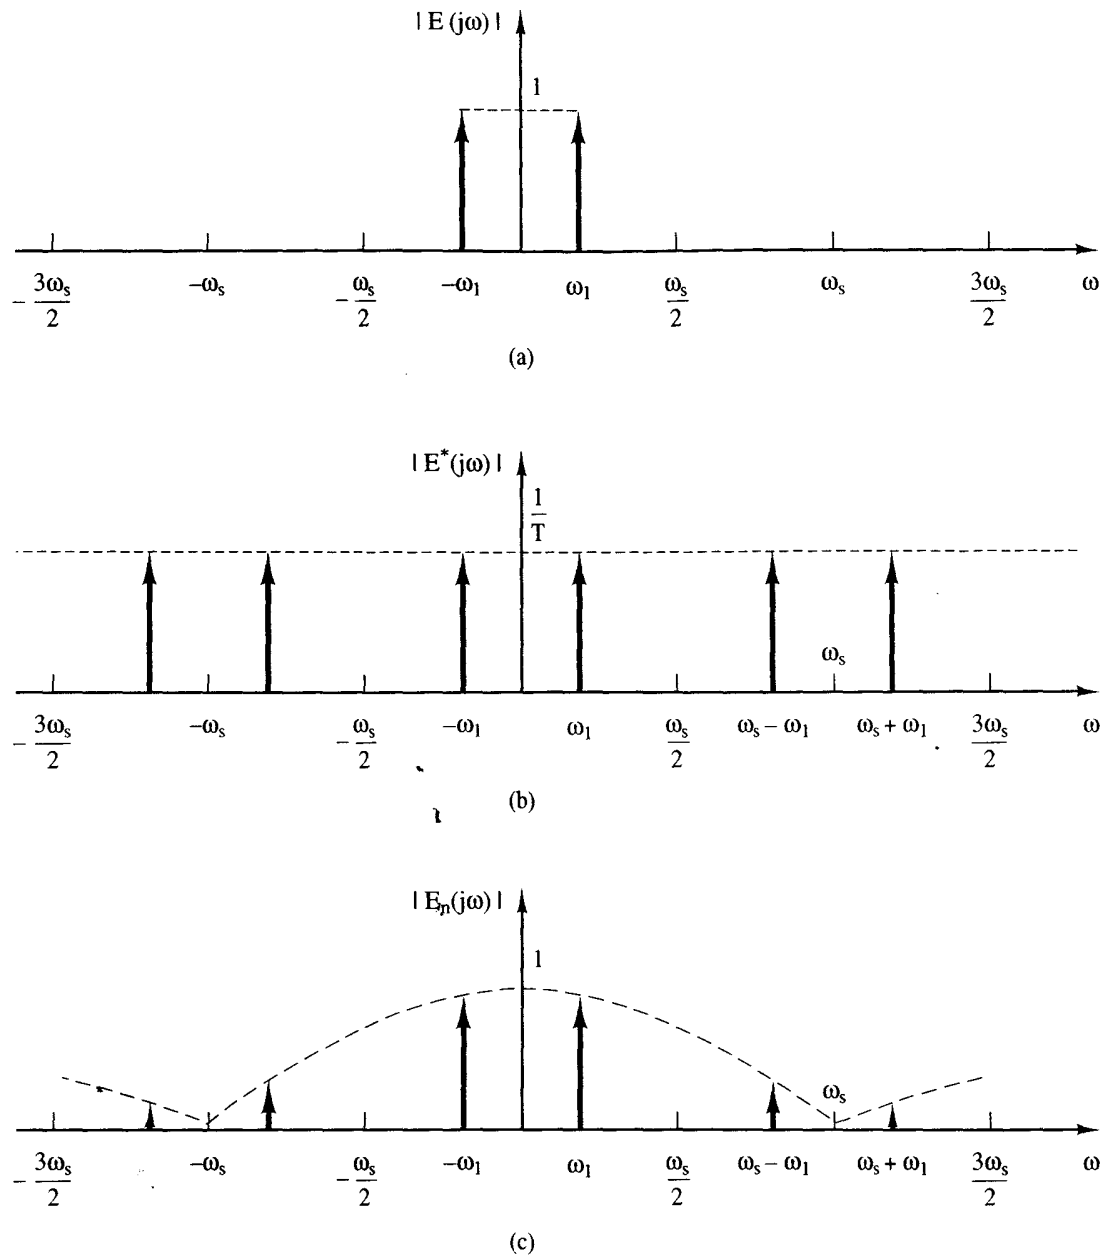 | E (jω) |
1
− 3ωs/2 −ωs − ωs/2 −ω1 ω1 ωs/2 ωs 3ωs/2 ω
(a)
| E*(jω) |
1/T
ωs
− 3ωs/2 −ωs − ωs/2 −ω1 ω1 ωs/2 ωs − ω1 ωs + ω1 3ωs/2 ω
(b)
| En(jω) |
1
ωs
− 3ωs/2 −ωs − ωs/2 −ω1 ω1 ωs/2 ωs − ω1 ωs + ω1 3ωs/2 ω
(c)